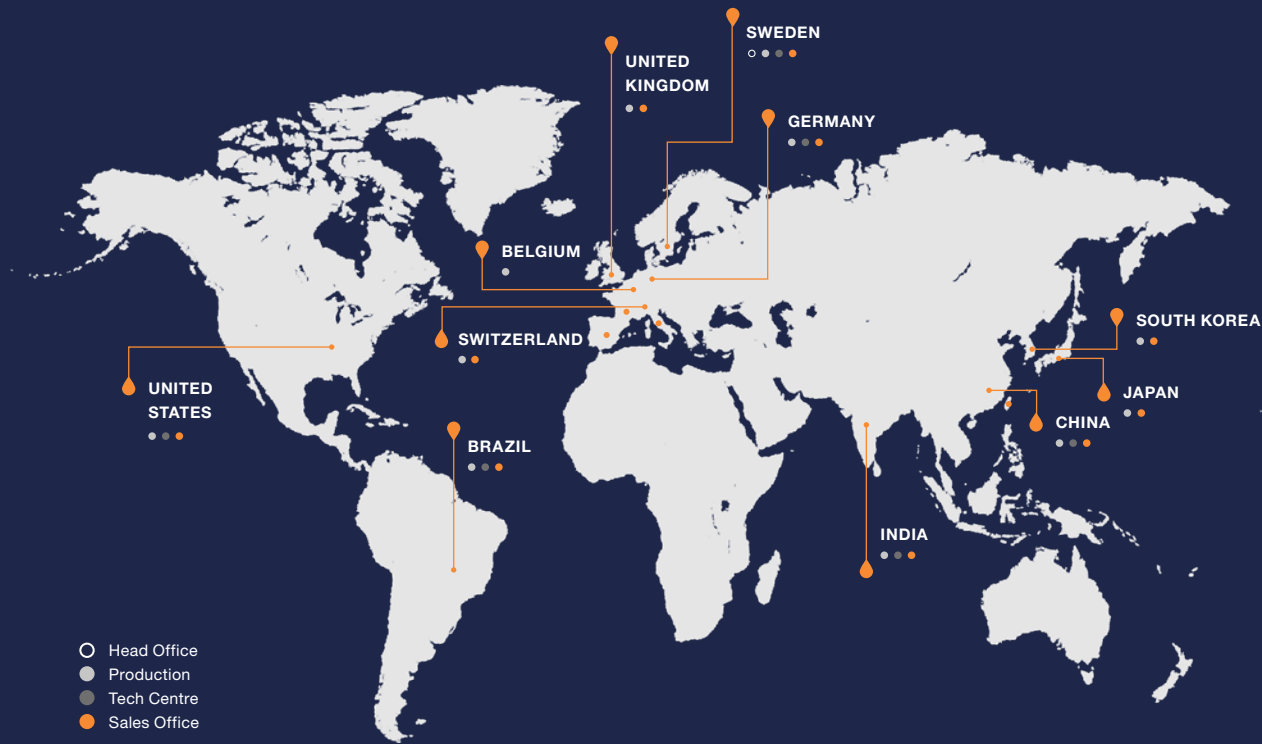 SWEDEN
UNITED
KINGDOM
GERMANY
BELGIUM
SWITZERLAND
SOUTH KOREA
UNITED
STATES
JAPAN
CHINA
BRAZIL
INDIA
Head Office
Production
Tech Centre
Sales Office